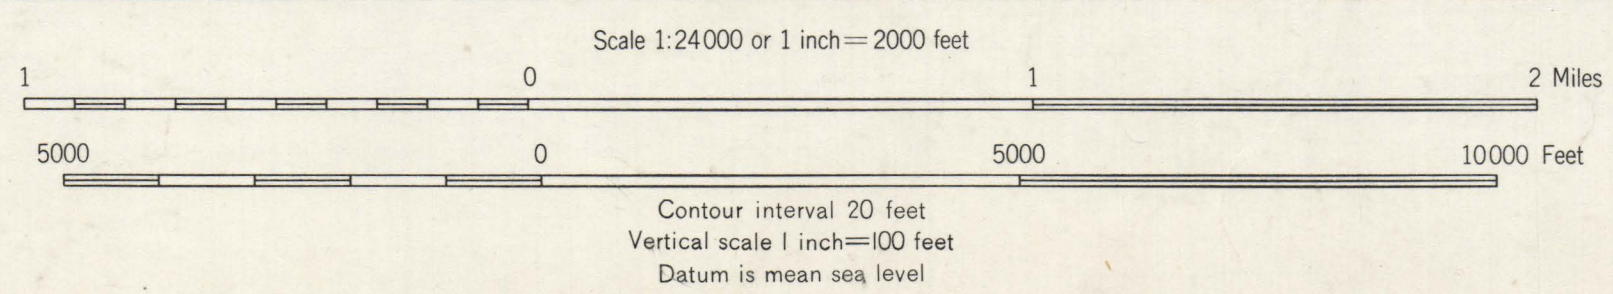 Scale 1:24000 or 1 inch=2000 feet
1 0 1 2 Miles
5000 0 5000 10000 Feet
Contour interval 20 feet
Vertical scale 1 inch=100 feet
Datum is mean sea level